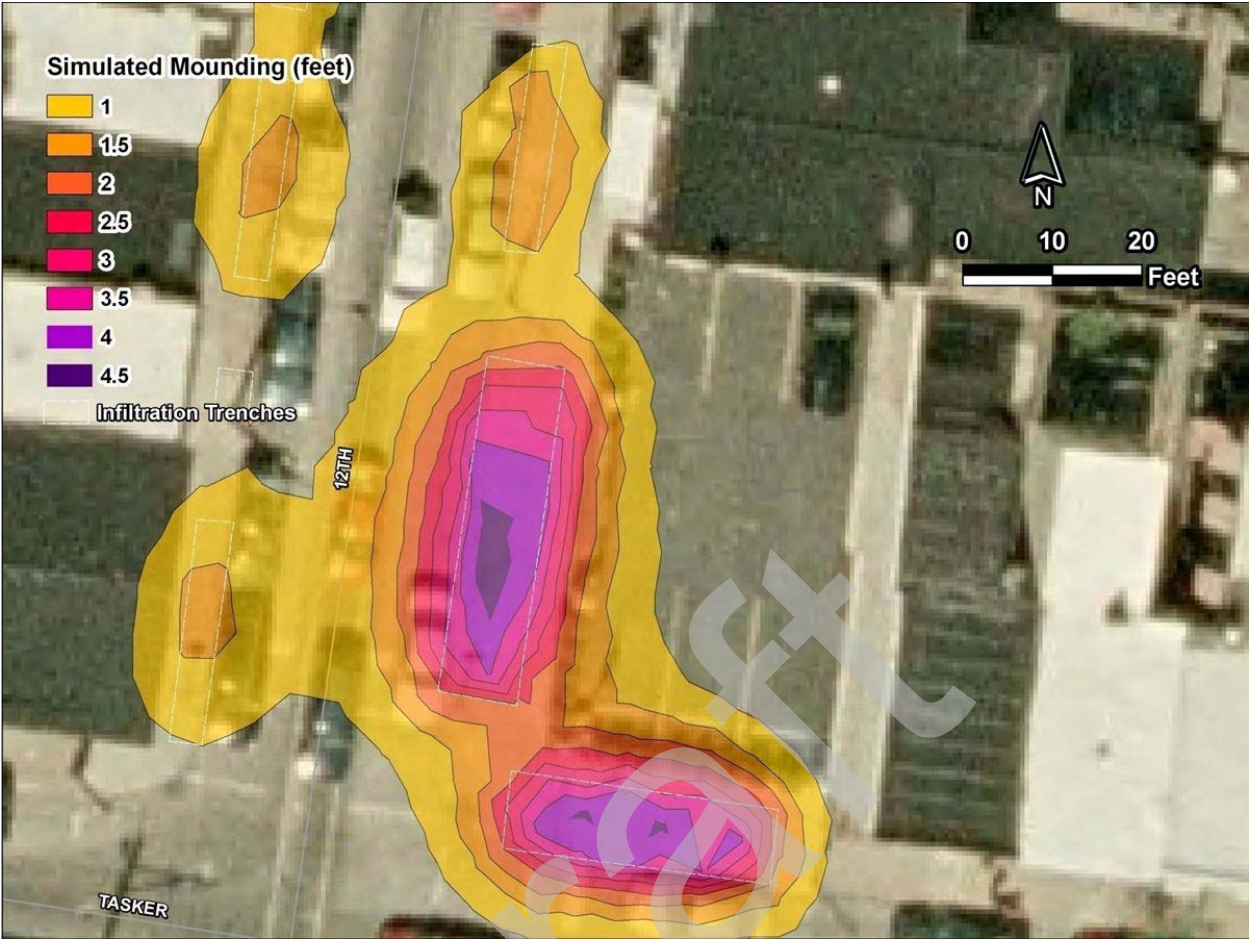 Simulated Mounding (feet)
1
1.5
2
2.5
3
3.5
4
4.5
Infiltration Trenches
N
0 10 20
Feet
12TH
TASKER
raft